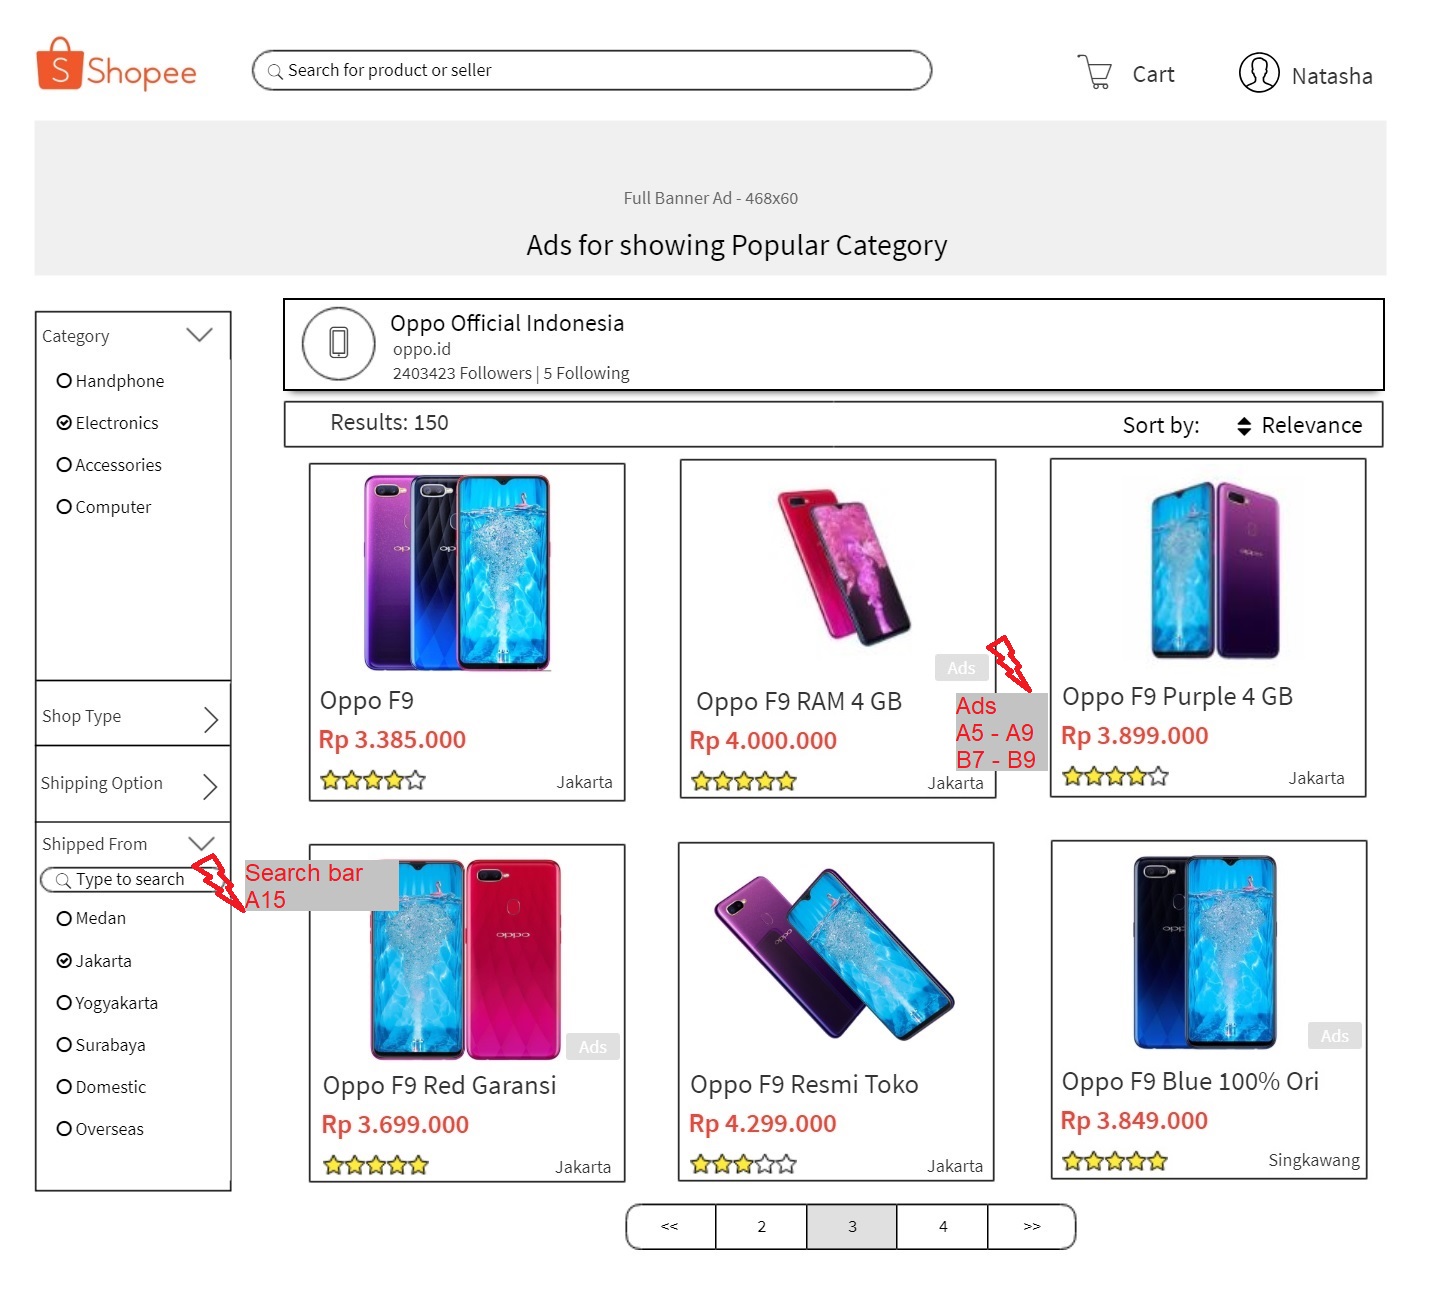 S Shopee
Search for product or seller
Cart
Natasha
Full Banner Ad - 468x60
Ads for showing Popular Category
Category
Handphone
Electronics
Accessories
Computer
Shop Type
Shipping Option
Shipped From
Type to search
Medan
Jakarta
Yogyakarta
Surabaya
Domestic
Overseas
Search bar
A15
Oppo Official Indonesia
oppo.id
2403423 Followers | 5 Following
Results: 150
Sort by:
Relevance
Oppo F9
Rp 3.385.000
Jakarta
Ads
Oppo F9 RAM 4 GB
Rp 4.000.000
Jakarta
Ads
A5 - A9
B7 - B9
oppo
Oppo F9 Purple 4 GB
Rp 3.899.000
Jakarta
oppo
Ads
Oppo F9 Red Garansi
Rp 3.699.000
Jakarta
Oppo F9 Resmi Toko
Rp 4.299.000
Jakarta
Ads
Oppo F9 Blue 100% Ori
Rp 3.849.000
Singkawang
<< 2 3 4 >>